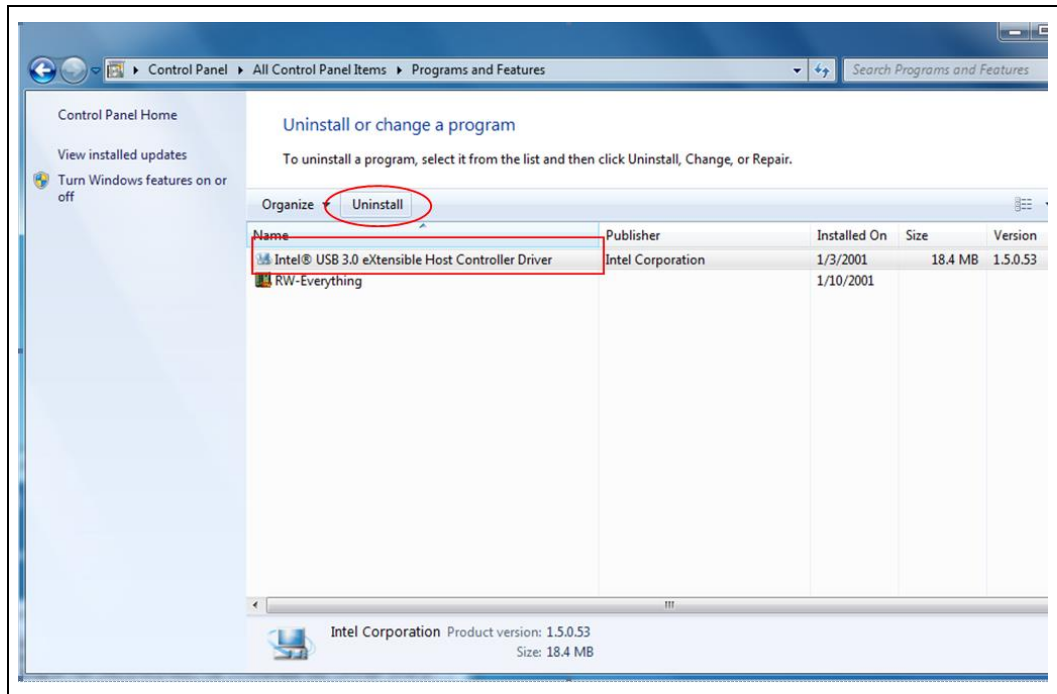 Control Panel ▸ All Control Panel Items ▸ Programs and Features
Search Programs and Features
Control Panel Home
View installed updates
Turn Windows features on or
off
Uninstall or change a program
To uninstall a program, select it from the list and then click Uninstall, Change, or Repair.
Organize Uninstall
Name Publisher Installed On Size Version
Intel® USB 3.0 eXtensible Host Controller Driver Intel Corporation 1/3/2001 18.4 MB 1.5.0.53
RW-Everything 1/10/2001
Intel Corporation Product version: 1.5.0.53
Size: 18.4 MB